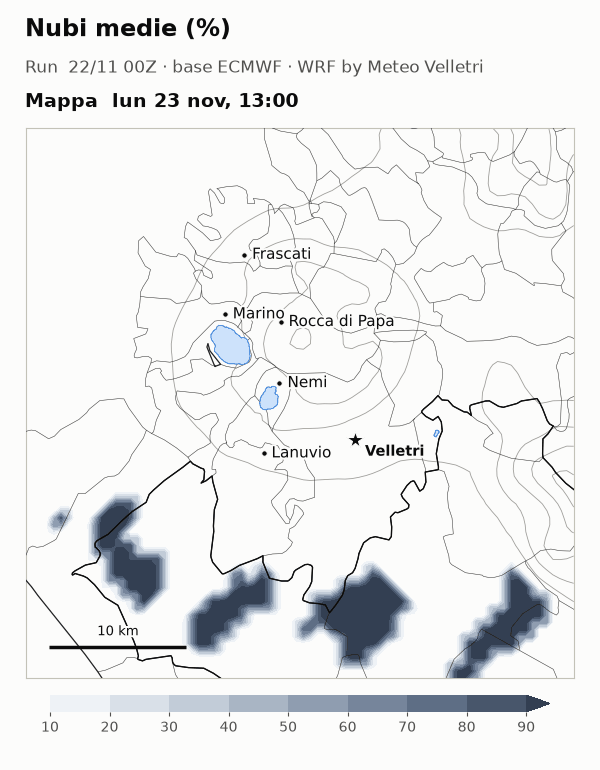 Nubi medie (%)
Run  22/11 00Z · base ECMWF · WRF by Meteo Velletri
Mappa  lun 23 nov, 13:00
Frascati
Marino
Rocca di Papa
Nemi
Velletri
Lanuvio
10 km
10 20 30 40 50 60 70 80 90